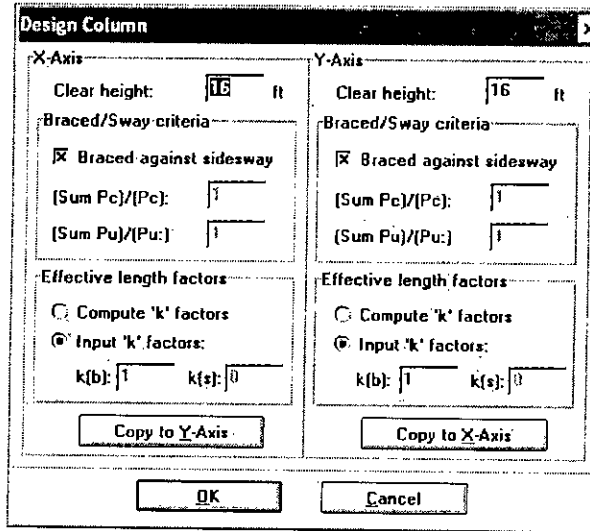 Design Column
X-Axis
Clear height: 16 ft
Braced/Sway criteria
Braced against sidesway
(Sum Pc)/(Pc): 1
(Sum Pu)/(Pu:) 1
Effective length factors
Compute 'k' factors
Input 'k' factors:
k(b): 1 k(s): 0
Copy to Y-Axis
Y-Axis
Clear height: 16 ft
Braced/Sway criteria
Braced against sidesway
(Sum Pc)/(Pc): 1
(Sum Pu)/(Pu:) 1
Effective length factors
Compute 'k' factors
Input 'k' factors:
k(b): 1 k(s): 0
Copy to X-Axis
OK
Cancel